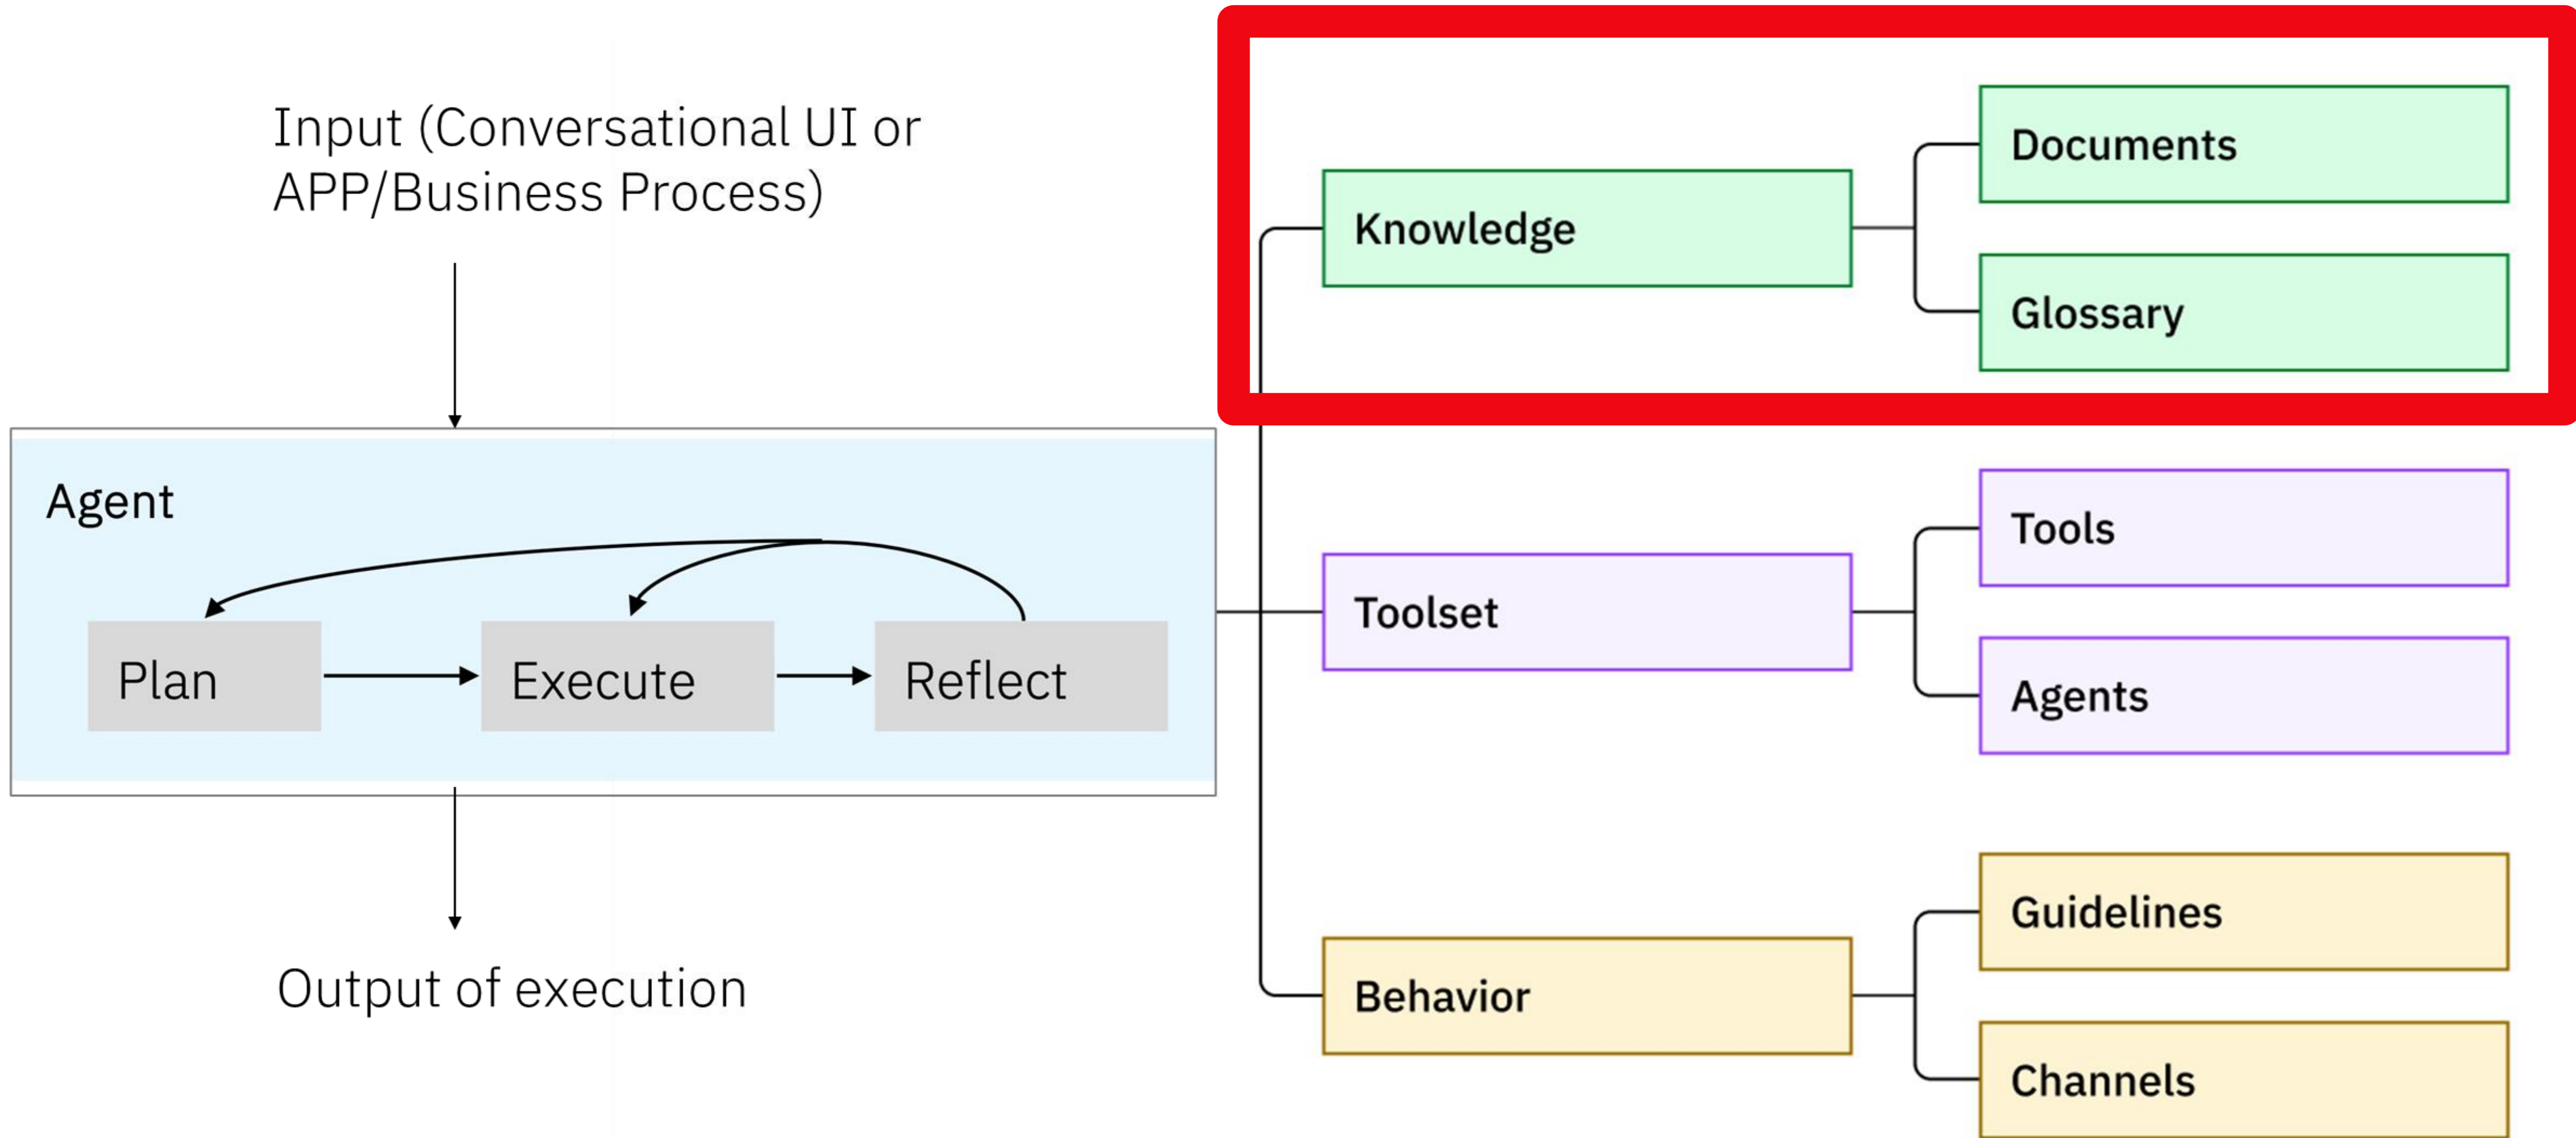 Input (Conversational UI or
APP/Business Process)
Agent
Plan
Execute
Reflect
Output of execution
Knowledge
Documents
Glossary
Toolset
Tools
Agents
Behavior
Guidelines
Channels